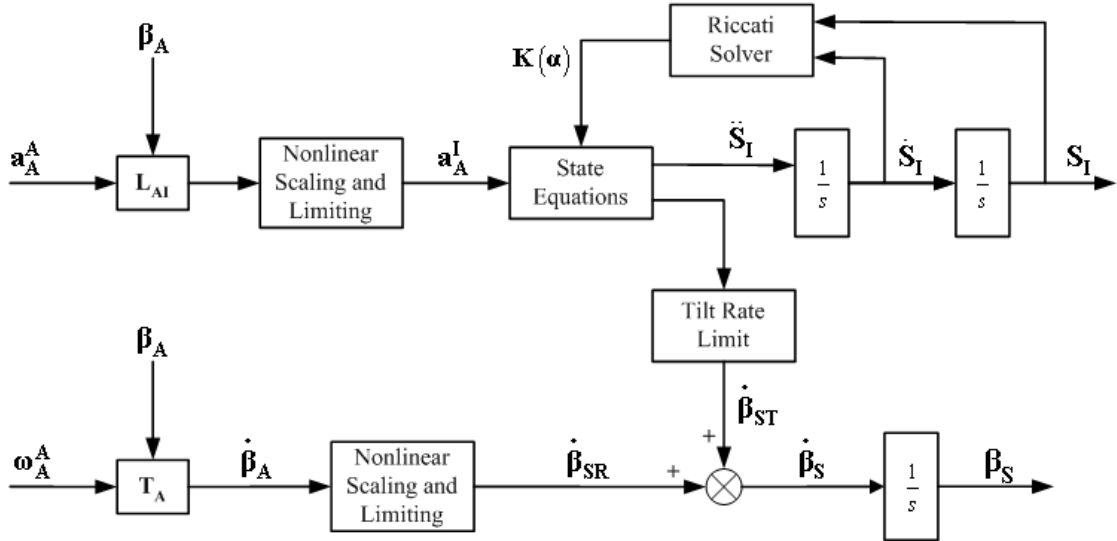 Riccati
Solver
K(α)
β_A
a_A^A
L_AI
Nonlinear
Scaling and
Limiting
a_A^I
State
Equations
S̈_I
1/s
Ṡ_I
1/s
S_I
Tilt Rate
Limit
β_A
β̇_ST
+
ω_A^A
T_A
β̇_A
Nonlinear
Scaling and
Limiting
β̇_SR
+
β̇_S
1/s
β_S